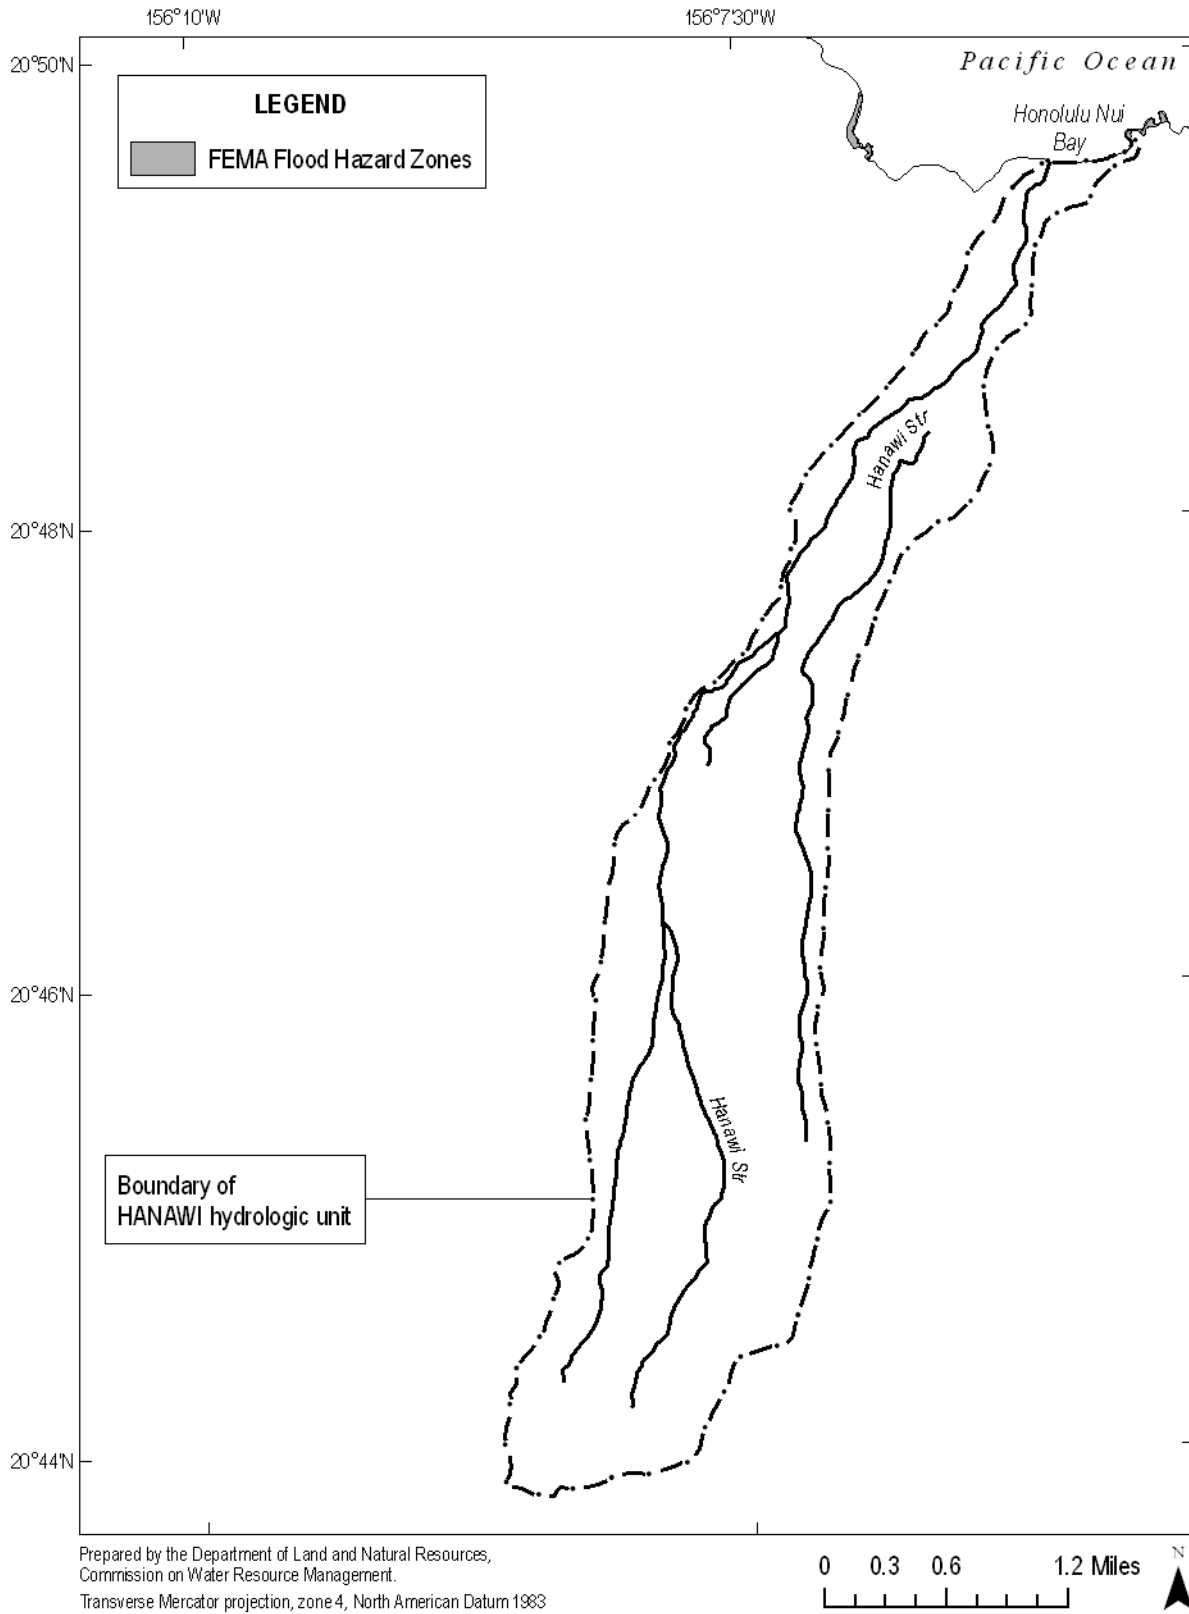 156°10'W
156°7'30"W
20°50'N
Pacific Ocean
LEGEND
FEMA Flood Hazard Zones
Honolulu Nui
Bay
Hanawi Str
20°48'N
20°46'N
Hanawi Str
Boundary of
HANAWI hydrologic unit
20°44'N
Prepared by the Department of Land and Natural Resources,
Commission on Water Resource Management.
Transverse Mercator projection, zone 4, North American Datum 1983
0 0.3 0.6 1.2 Miles
N